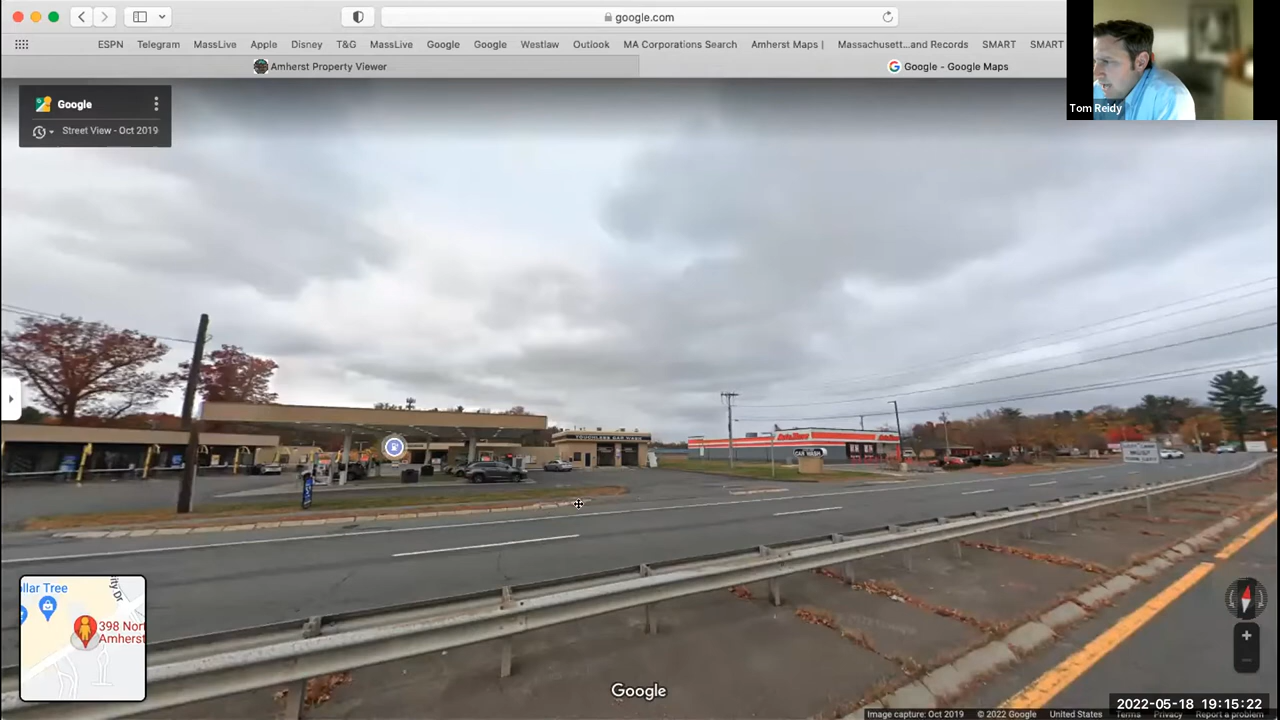 google.com
ESPN Telegram MassLive Apple Disney T&G MassLive Google Google Westlaw Outlook MA Corporations Search Amherst Maps | Massachusett...and Records SMART SMART
Amherst Property Viewer
Google - Google Maps
Tom Reidy
Google
Street View - Oct 2019
TOUCHLESS CAR WASH
AutoZone
CAR WASH
llar Tree
ity Dr
398 Nort
Amherst
Google
2022-05-18 19:15:22
Image capture: Oct 2019 © 2022 Google United States Terms Privacy Report a problem